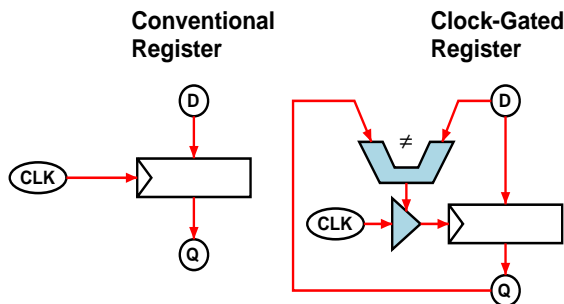 Conventional
Register
D
CLK
Q
Clock-Gated
Register
D
≠
CLK
Q